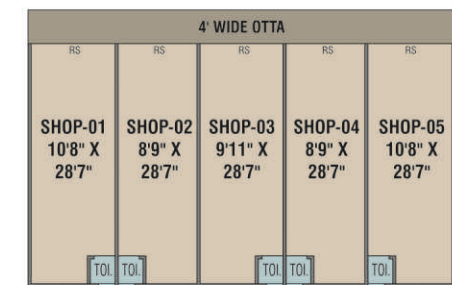 4' WIDE OTTA
RS RS RS RS RS
SHOP-01 SHOP-02 SHOP-03 SHOP-04 SHOP-05
10'8" X 8'9" X 9'11" X 8'9" X 10'8" X
28'7" 28'7" 28'7" 28'7" 28'7"
TOI. TOI. TOI. TOI. TOI.